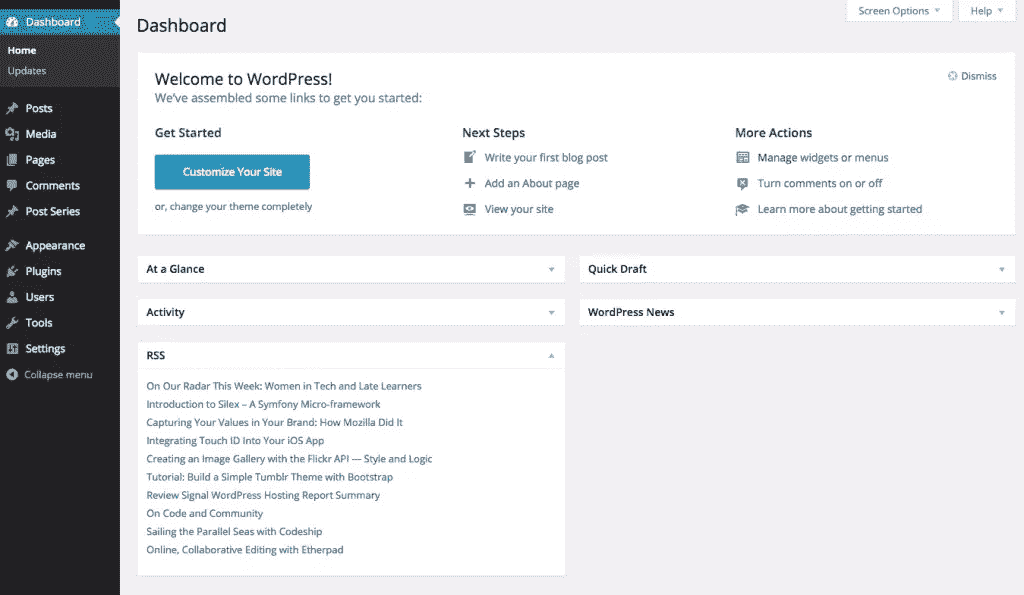 Dashboard
Home
Updates
Posts
Media
Pages
Comments
Post Series
Appearance
Plugins
Users
Tools
Settings
Collapse menu
Screen Options
Help
Dashboard
Welcome to WordPress!
We've assembled some links to get you started:
Dismiss
Get Started
Customize Your Site
or, change your theme completely
Next Steps
Write your first blog post
Add an About page
View your site
More Actions
Manage widgets or menus
Turn comments on or off
Learn more about getting started
At a Glance
Quick Draft
Activity
WordPress News
RSS
On Our Radar This Week: Women in Tech and Late Learners
Introduction to Silex – A Symfony Micro-framework
Capturing Your Values in Your Brand: How Mozilla Did It
Integrating Touch ID Into Your iOS App
Creating an Image Gallery with the Flickr API — Style and Logic
Tutorial: Build a Simple Tumblr Theme with Bootstrap
Review Signal WordPress Hosting Report Summary
On Code and Community
Sailing the Parallel Seas with Codeship
Online, Collaborative Editing with Etherpad